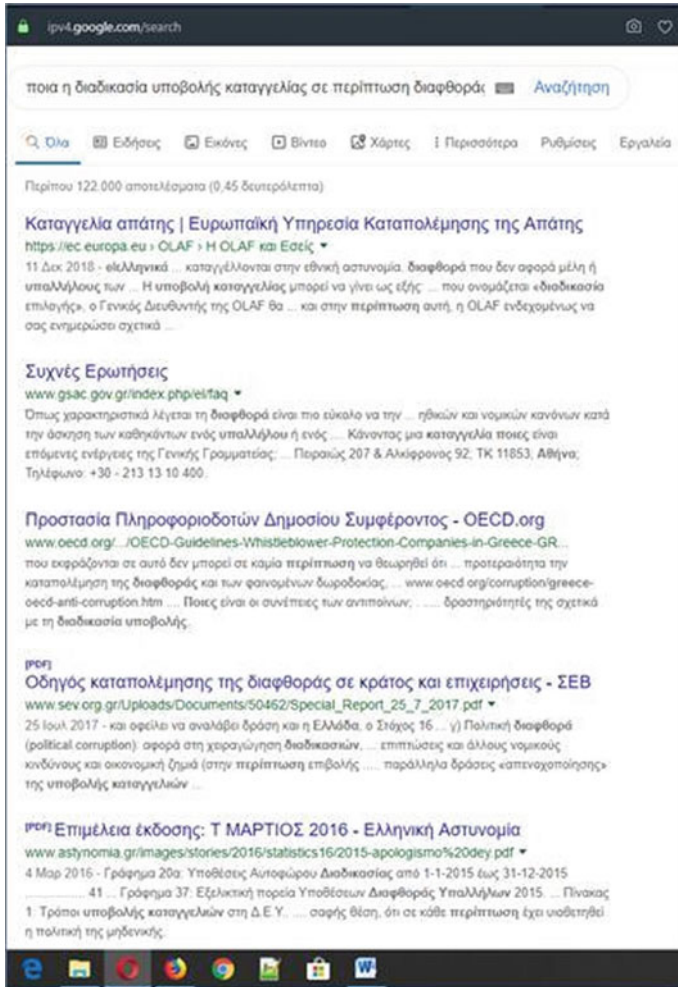 ipv4.google.com/search
ποια η διαδικασία υποβολής καταγγελίας σε περίπτωση διαφθοράς
Αναζήτηση
Όλα Ειδήσεις Εικόνες Βίντεο Χάρτες Περισσότερα Ρυθμίσεις Εργαλεία
Περίπου 122.000 αποτελέσματα (0,45 δευτερόλεπτα)
Καταγγελία απάτης | Ευρωπαϊκή Υπηρεσία Καταπολέμησης της Απάτης
https://ec.europa.eu › OLAF › Η OLAF και Εσείς
11 Δεκ 2018 - elελληνικά ... καταγγέλλονται στην εθνική αστυνομία, διαφθορά που δεν αφορά μέλη ή
υπαλλήλους των ... Η υποβολή καταγγελίας μπορεί να γίνει ως εξής: ... που ονομάζεται «διαδικασία
επιλογής», ο Γενικός Διευθυντής της OLAF θα ... και στην περίπτωση αυτή, η OLAF ενδεχομένως να
σας ενημερώσει σχετικά ...
Συχνές Ερωτήσεις
www.gsac.gov.gr/index.php/el/faq
Όπως χαρακτηριστικά λέγεται τη διαφθορά είναι πιο εύκολο να την ... ηθικών και νομικών κανόνων κατά
την άσκηση των καθηκόντων ενός υπαλλήλου ή ενός .... Κάνοντας μια καταγγελία ποιες είναι
επόμενες ενέργειες της Γενικής Γραμματείας; ... Πειραιώς 207 & Αλκίφρονος 92; ΤΚ 11853; Αθήνα;
Τηλέφωνο: +30 - 213 13 10 400.
Προστασία Πληροφοριοδοτών Δημοσίου Συμφέροντος - OECD.org
www.oecd.org/.../OECD-Guidelines-Whistleblower-Protection-Companies-in-Greece-GR...
που εκφράζονται σε αυτό δεν μπορεί σε καμία περίπτωση να θεωρηθεί ότι ... προτεραιότητα την
καταπολέμηση της διαφθοράς και των φαινομένων δωροδοκίας, ... www.oecd.org/corruption/greece-
oecd-anti-corruption.htm .... Ποιες είναι οι συνέπειες των αντιποίνων; . ..... δραστηριότητές της σχετικά
με τη διαδικασία υποβολής.
[PDF]
Οδηγός καταπολέμησης της διαφθοράς σε κράτος και επιχειρήσεις - ΣΕΒ
www.sev.org.gr/Uploads/Documents/50462/Special_Report_25_7_2017.pdf
25 Ιουλ 2017 - και οφείλει να αναλάβει δράση και η Ελλάδα, ο Στόχος 16 ... γ) Πολιτική διαφθορά
(political corruption): αφορά στη χειραγώγηση διαδικασιών, ... επιπτώσεις και άλλους νομικούς
κινδύνους και οικονομική ζημιά (στην περίπτωση επιβολής ..... παράλληλα δράσεις «απενοχοποίησης»
της υποβολής καταγγελιών ...
[PDF] Επιμέλεια έκδοσης: Τ ΜΑΡΤΙΟΣ 2016 - Ελληνική Αστυνομία
www.astynomia.gr/images/stories/2016/statistics16/2015-apologismo%20dey.pdf
4 Μαρ 2016 - Γράφημα 20α: Υποθέσεις Αυτοφώρου Διαδικασίας από 1-1-2015 έως 31-12-2015
.................. 41 ... Γράφημα 37: Εξελικτική πορεία Υποθέσεων Διαφθοράς Υπαλλήλων 2015. ... Πίνακας
1: Τρόποι υποβολής καταγγελιών στη Δ.Ε.Υ. .... σαφής θέση, ότι σε κάθε περίπτωση έχει υιοθετηθεί
η πολιτική της μηδενικής.